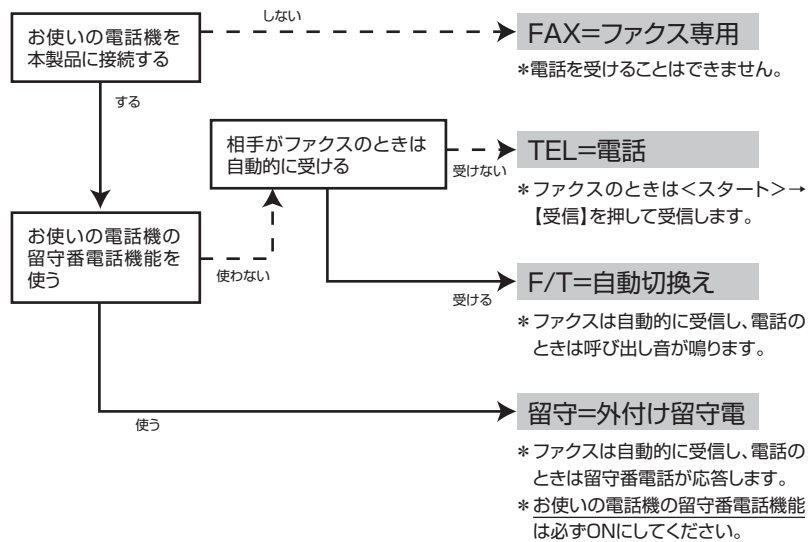 お使いの電話機を
本製品に接続する
しない
FAX=ファクス専用
＊電話を受けることはできません。
する
相手がファクスのときは
自動的に受ける
受けない
TEL=電話
＊ファクスのときは＜スタート＞→
【受信】を押して受信します。
お使いの電話機の
留守番電話機能を
使う
使わない
受ける
F/T=自動切換え
＊ファクスは自動的に受信し、電話の
ときは呼び出し音が鳴ります。
使う
留守=外付け留守電
＊ファクスは自動的に受信し、電話の
ときは留守番電話が応答します。
＊お使いの電話機の留守番電話機能
は必ずONにしてください。